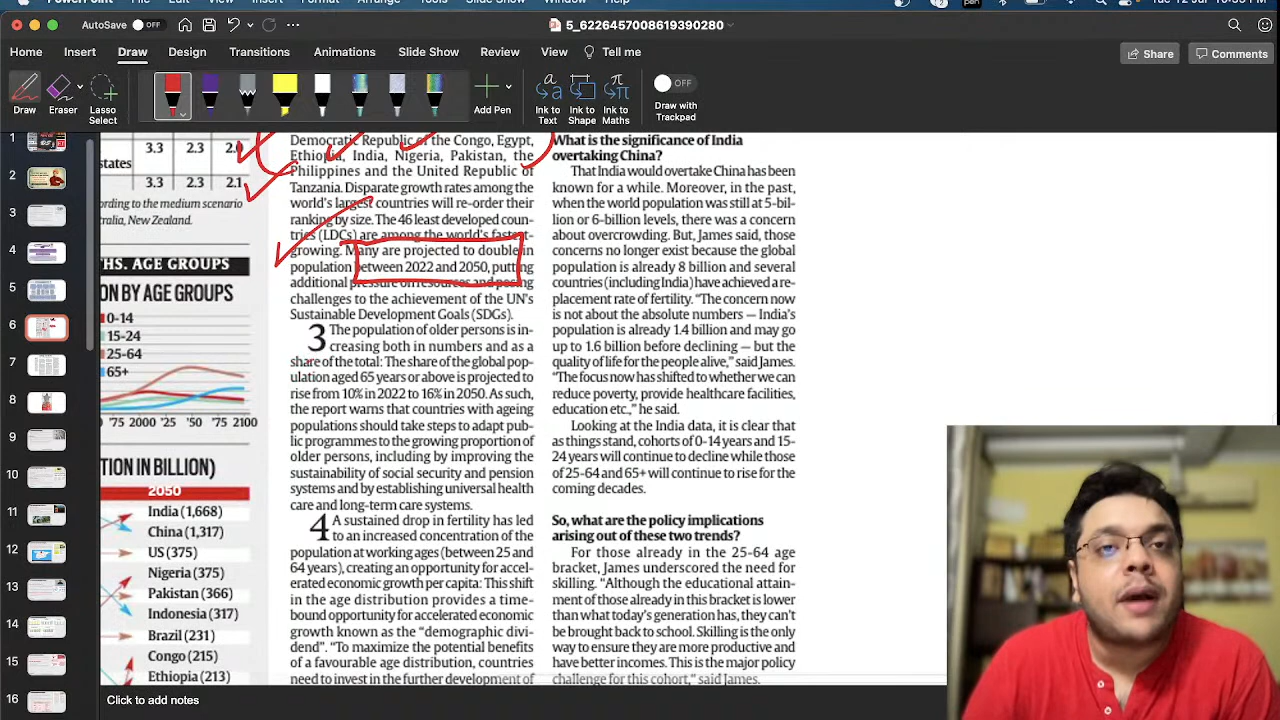 PowerPoint
Insert
Format
Arrange
Tools
Slide Show
Window
Help
Tue 12 Jul
AutoSave OFF
5_6226457008619390280
Home Insert Draw Design Transitions Animations Slide Show Review View Tell me
Share
Comments
Draw
Eraser
Lasso Select
Add Pen
Ink to Text
Ink to Shape
Ink to Maths
OFF
Draw with Trackpad
1
2
3
4
5
6
7
8
9
10
11
12
13
14
15
16
3.3 2.3
states
3.3 2.3 2.1
ording to the medium scenario
tralia, New Zealand.
THS. AGE GROUPS
ON BY AGE GROUPS
0-14
15-24
25-64
65+
'75 2000 '25 '50 '75 2100
TION IN BILLION)
2050
India (1,668)
China (1,317)
US (375)
Nigeria (375)
Pakistan (366)
Indonesia (317)
Brazil (231)
Congo (215)
Ethiopia (213)
Democratic Republic of the Congo, Egypt,
Ethiopia, India, Nigeria, Pakistan, the
Philippines and the United Republic of
Tanzania. Disparate growth rates among the
world's largest countries will re-order their
ranking by size. The 46 least developed coun-
tries (LDCs) are among the world's fastest-
growing. Many are projected to double in
population between 2022 and 2050, putting
additional pressure on resources and posing
challenges to the achievement of the UN's
Sustainable Development Goals (SDGs).
3 The population of older persons is in-
creasing both in numbers and as a
share of the total: The share of the global pop-
ulation aged 65 years or above is projected to
rise from 10% in 2022 to 16% in 2050. As such,
the report warns that countries with ageing
populations should take steps to adapt pub-
lic programmes to the growing proportion of
older persons, including by improving the
sustainability of social security and pension
systems and by establishing universal health
care and long-term care systems.
4 A sustained drop in fertility has led
to an increased concentration of the
population at working ages (between 25 and
64 years), creating an opportunity for accel-
erated economic growth per capita: This shift
in the age distribution provides a time-
bound opportunity for accelerated economic
growth known as the “demographic divi-
dend”. “To maximize the potential benefits
of a favourable age distribution, countries
need to invest in the further development of
What is the significance of India
overtaking China?
That India would overtake China has been
known for a while. Moreover, in the past,
when the world population was still at 5-bil-
lion or 6-billion levels, there was a concern
about overcrowding. But, James said, those
concerns no longer exist because the global
population is already 8 billion and several
countries (including India) have achieved a re-
placement rate of fertility. “The concern now
is not about the absolute numbers — India's
population is already 1.4 billion and may go
up to 1.6 billion before declining — but the
quality of life for the people alive,” said James.
“The focus now has shifted to whether we can
reduce poverty, provide healthcare facilities,
education etc.,” he said.
Looking at the India data, it is clear that
as things stand, cohorts of 0-14 years and 15-
24 years will continue to decline while those
of 25-64 and 65+ will continue to rise for the
coming decades.
So, what are the policy implications
arising out of these two trends?
For those already in the 25-64 age
bracket, James underscored the need for
skilling. “Although the educational attain-
ment of those already in this bracket is lower
than what today's generation has, they can't
be brought back to school. Skilling is the only
way to ensure they are more productive and
have better incomes. This is the major policy
challenge for this cohort,” said James.
Click to add notes